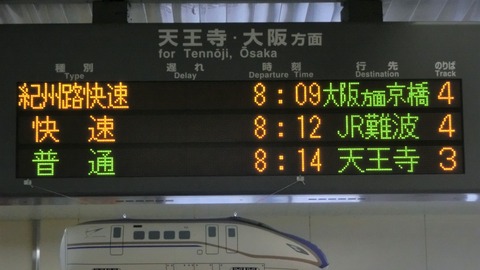 天王寺・大阪方面
for Tennōji, Ōsaka
種別 遅れ 時刻 行先 のりば
Type Delay Departure Time Destination Track
紀州路快速 8:09 大阪方面京橋 4
快速 8:12 JR難波 4
普通 8:14 天王寺 3